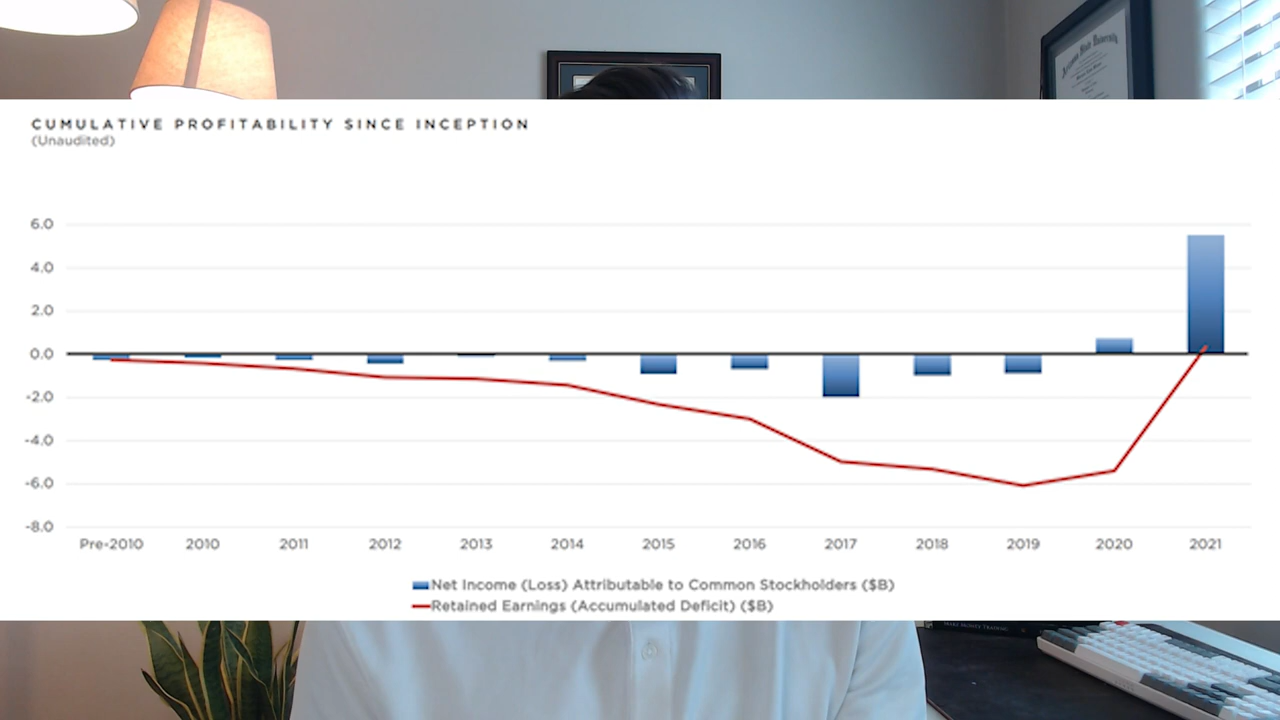 CUMULATIVE PROFITABILITY SINCE INCEPTION
(Unaudited)
6.0
4.0
2.0
0.0
-2.0
-4.0
-6.0
-8.0
Pre-2010 2010 2011 2012 2013 2014 2015 2016 2017 2018 2019 2020 2021
Net Income (Loss) Attributable to Common Stockholders ($B)
Retained Earnings (Accumulated Deficit) ($B)